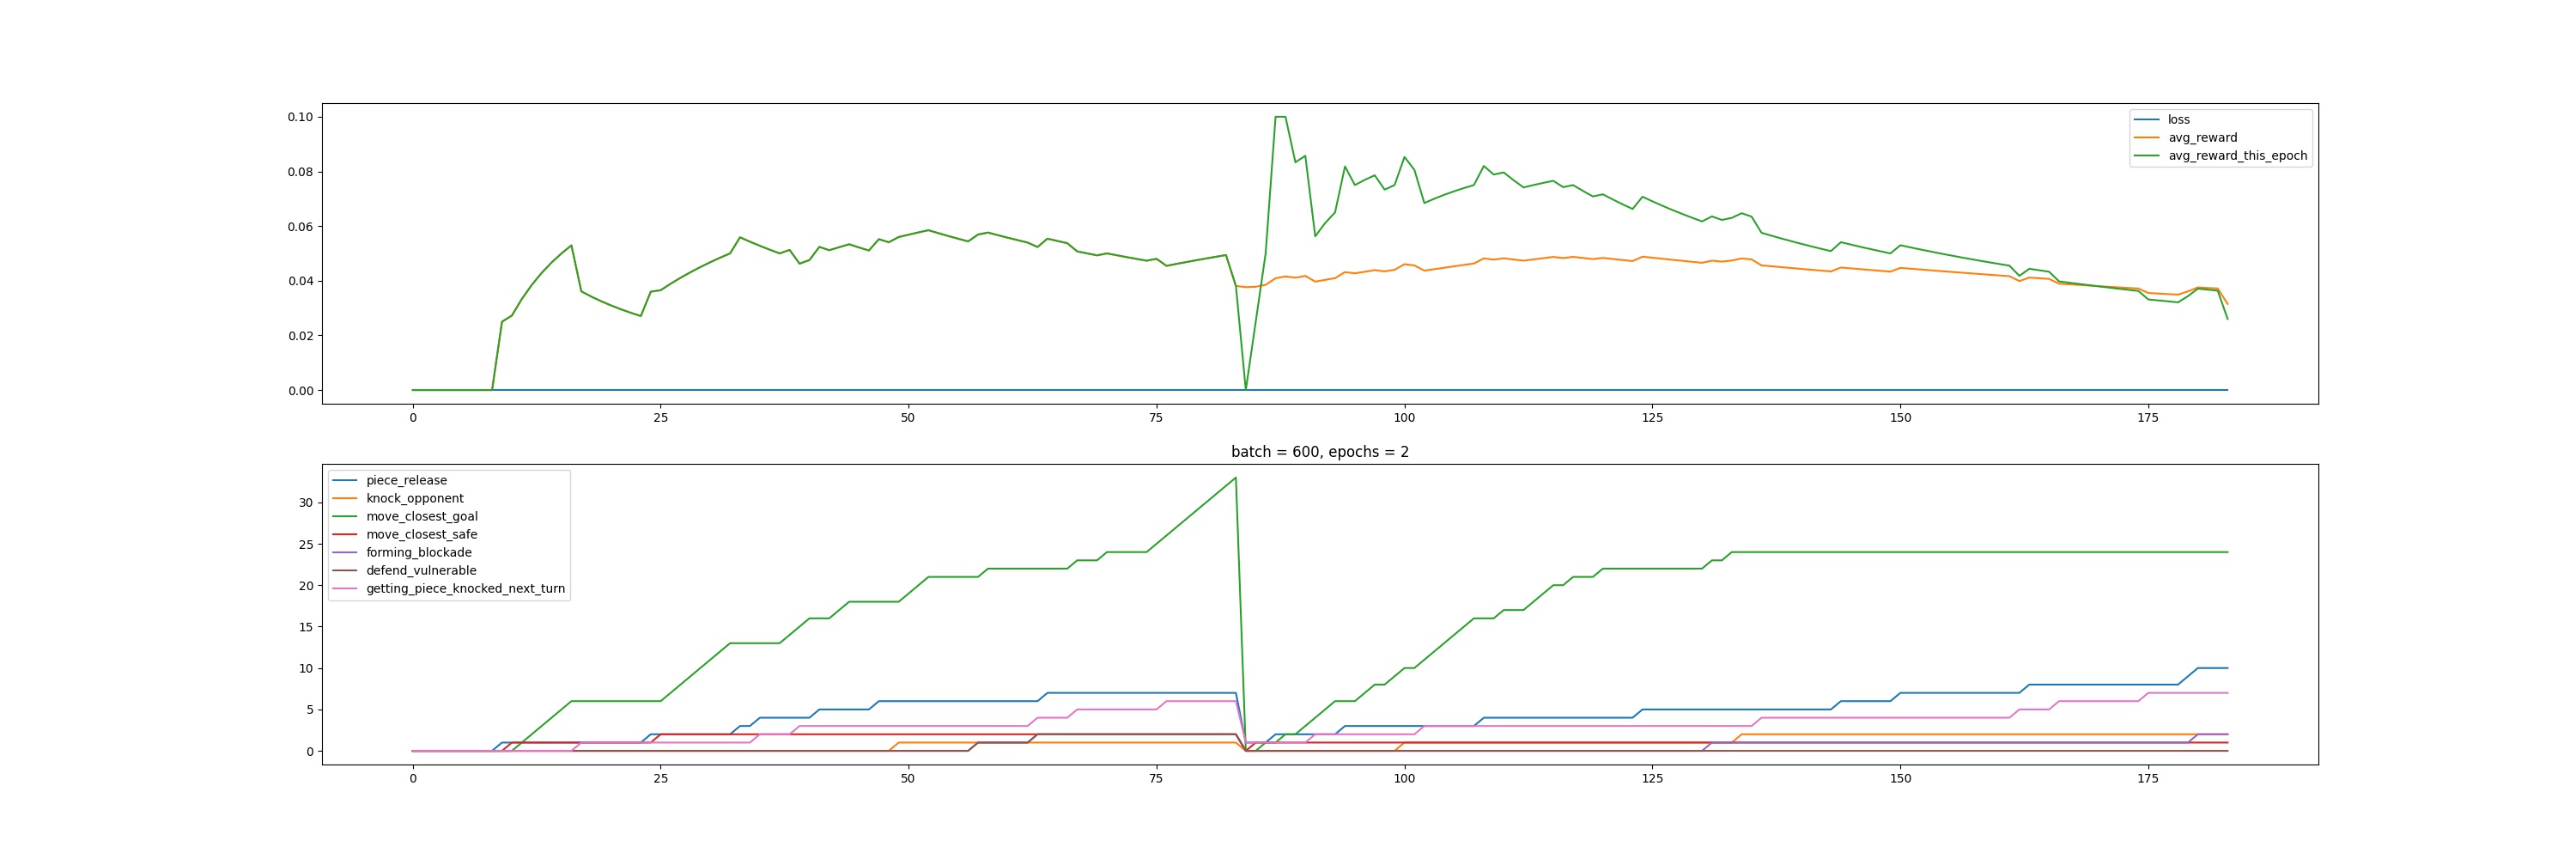 0.10
0.08
0.06
0.04
0.02
0.00
loss
avg_reward
avg_reward_this_epoch
0 25 50 75 100 125 150 175
batch = 600, epochs = 2
30
25
20
15
10
5
0
piece_release
knock_opponent
move_closest_goal
move_closest_safe
forming_blockade
defend_vulnerable
getting_piece_knocked_next_turn
0 25 50 75 100 125 150 175